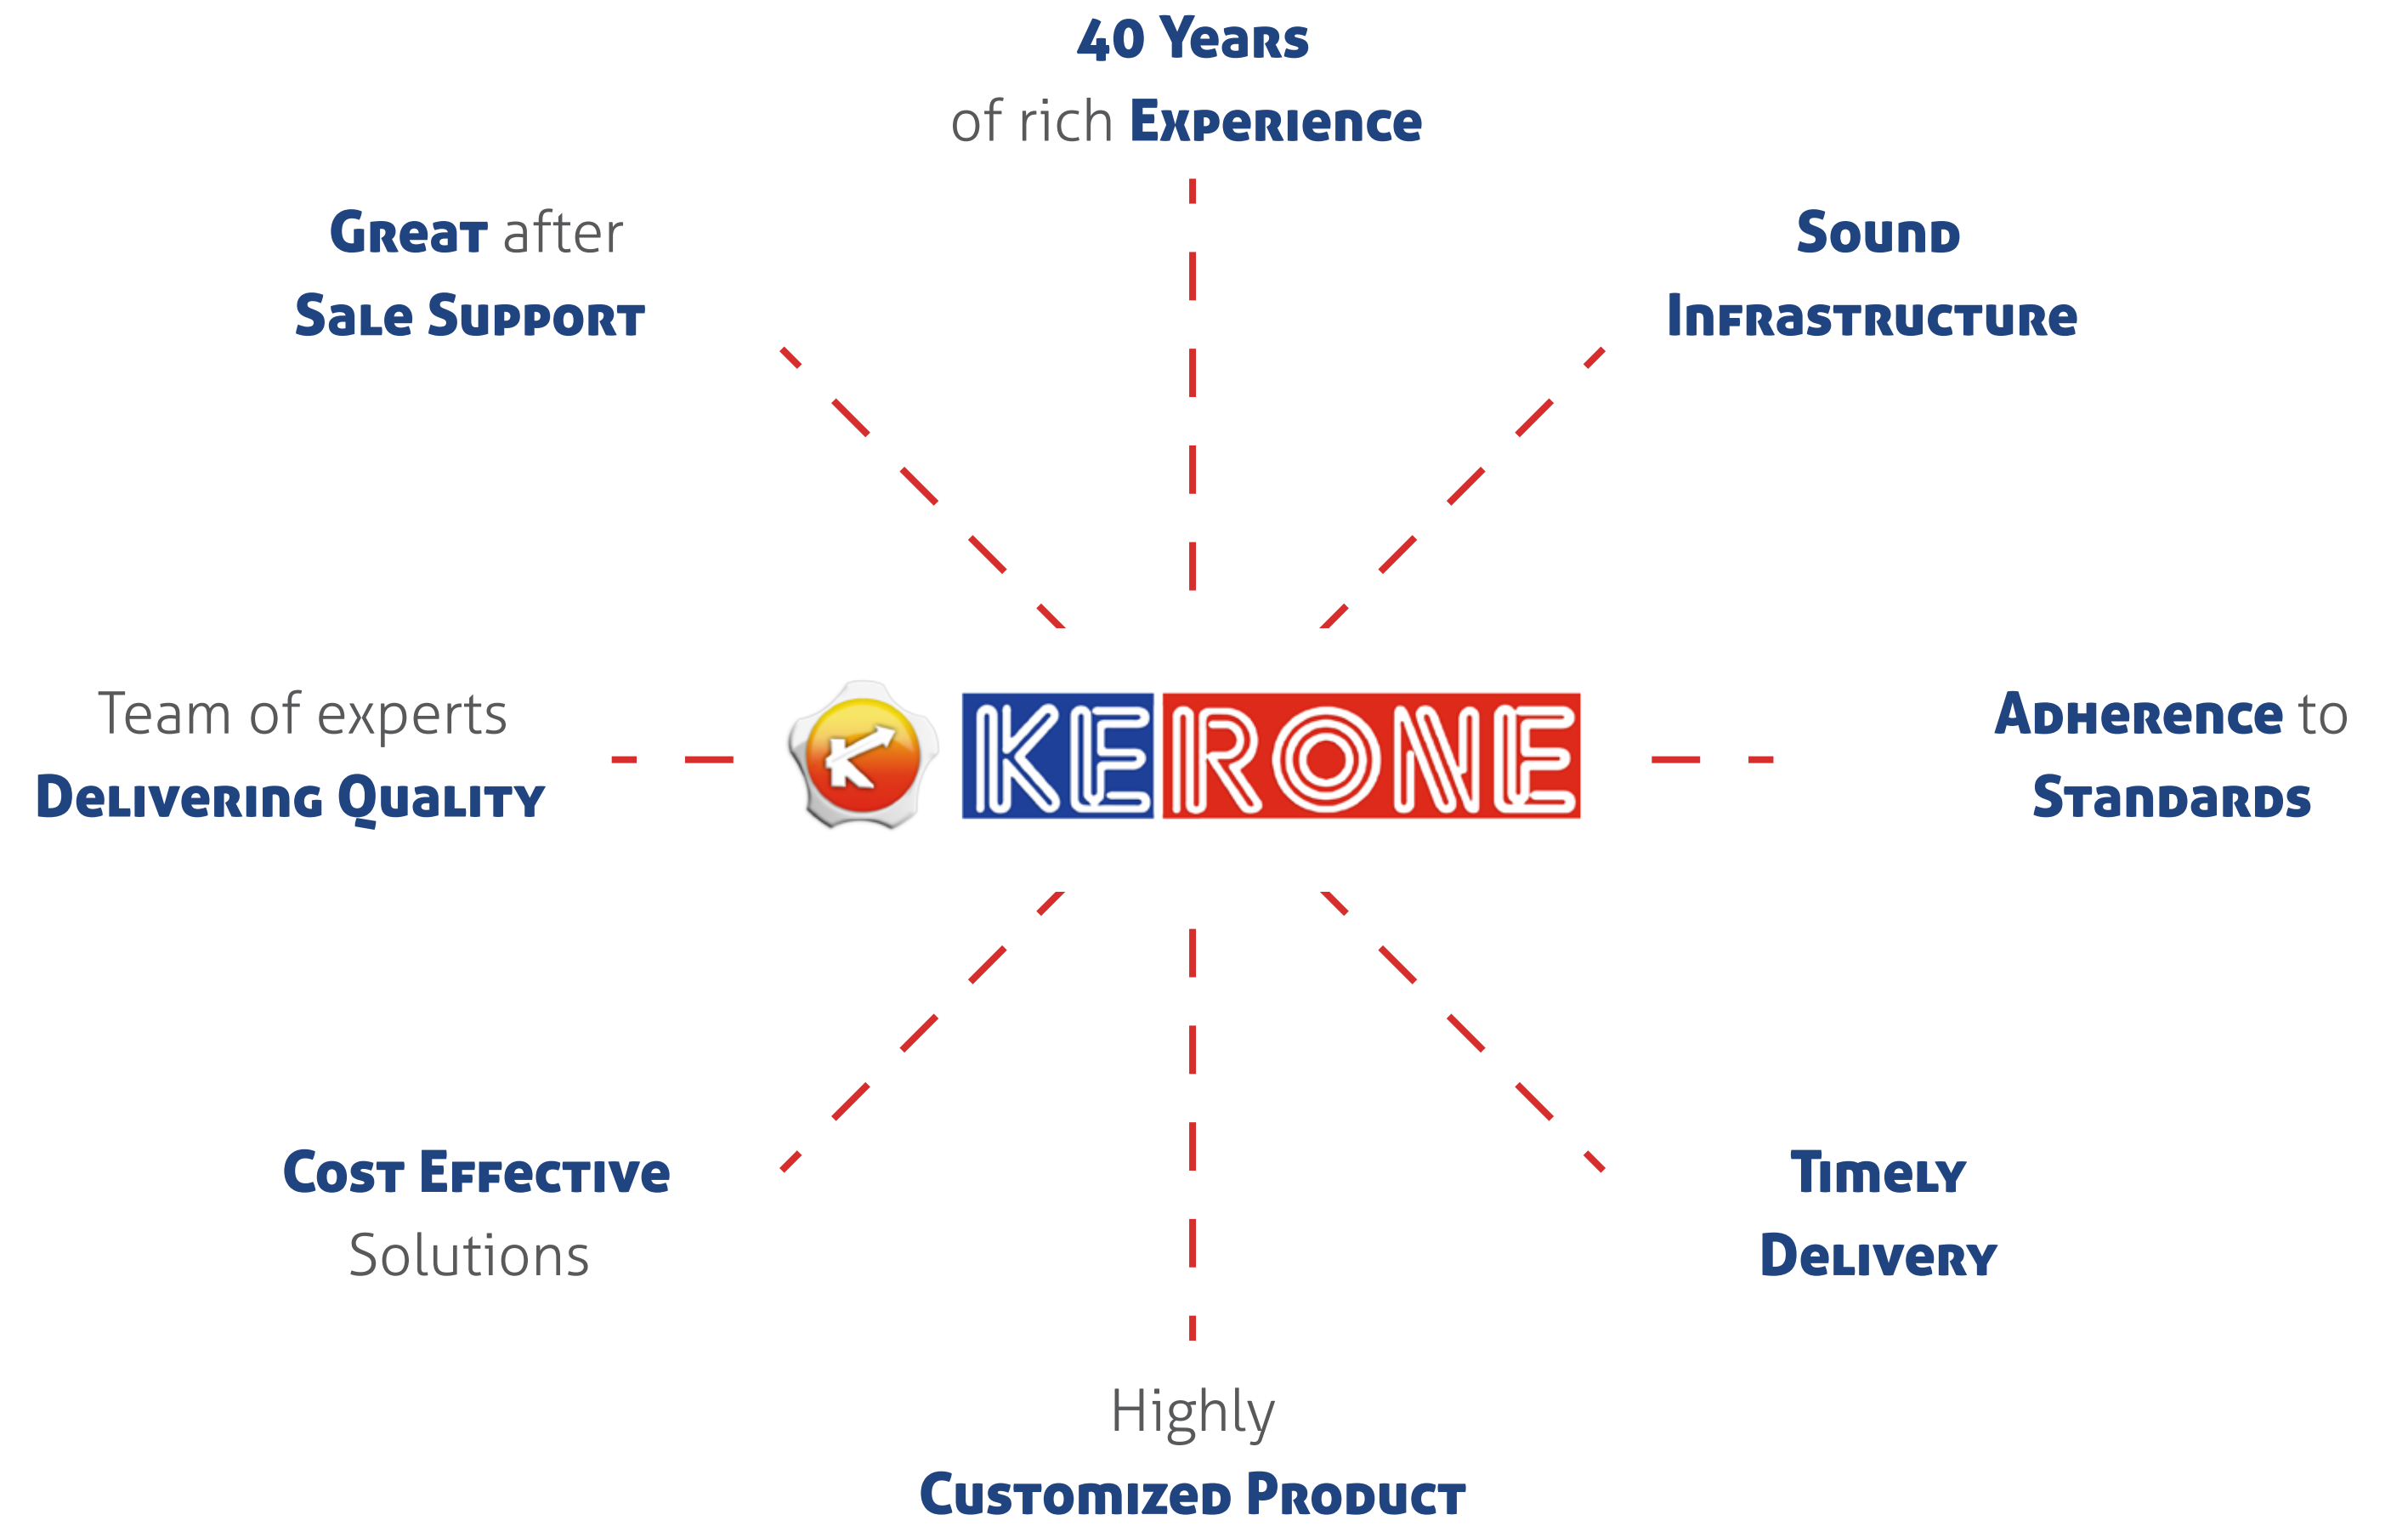 40 Years
of rich Experience
Great after
Sale Support
Sound
Infrastructure
Team of experts
Delivering Quality
K KERONE
Adherence to
Standards
Cost Effective
Solutions
Timely
Delivery
Highly
Customized Product